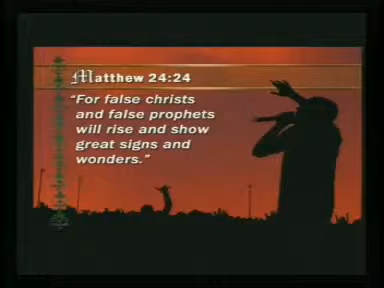 Matthew 24:24
"For false christs
and false prophets
will rise and show
great signs and
wonders."